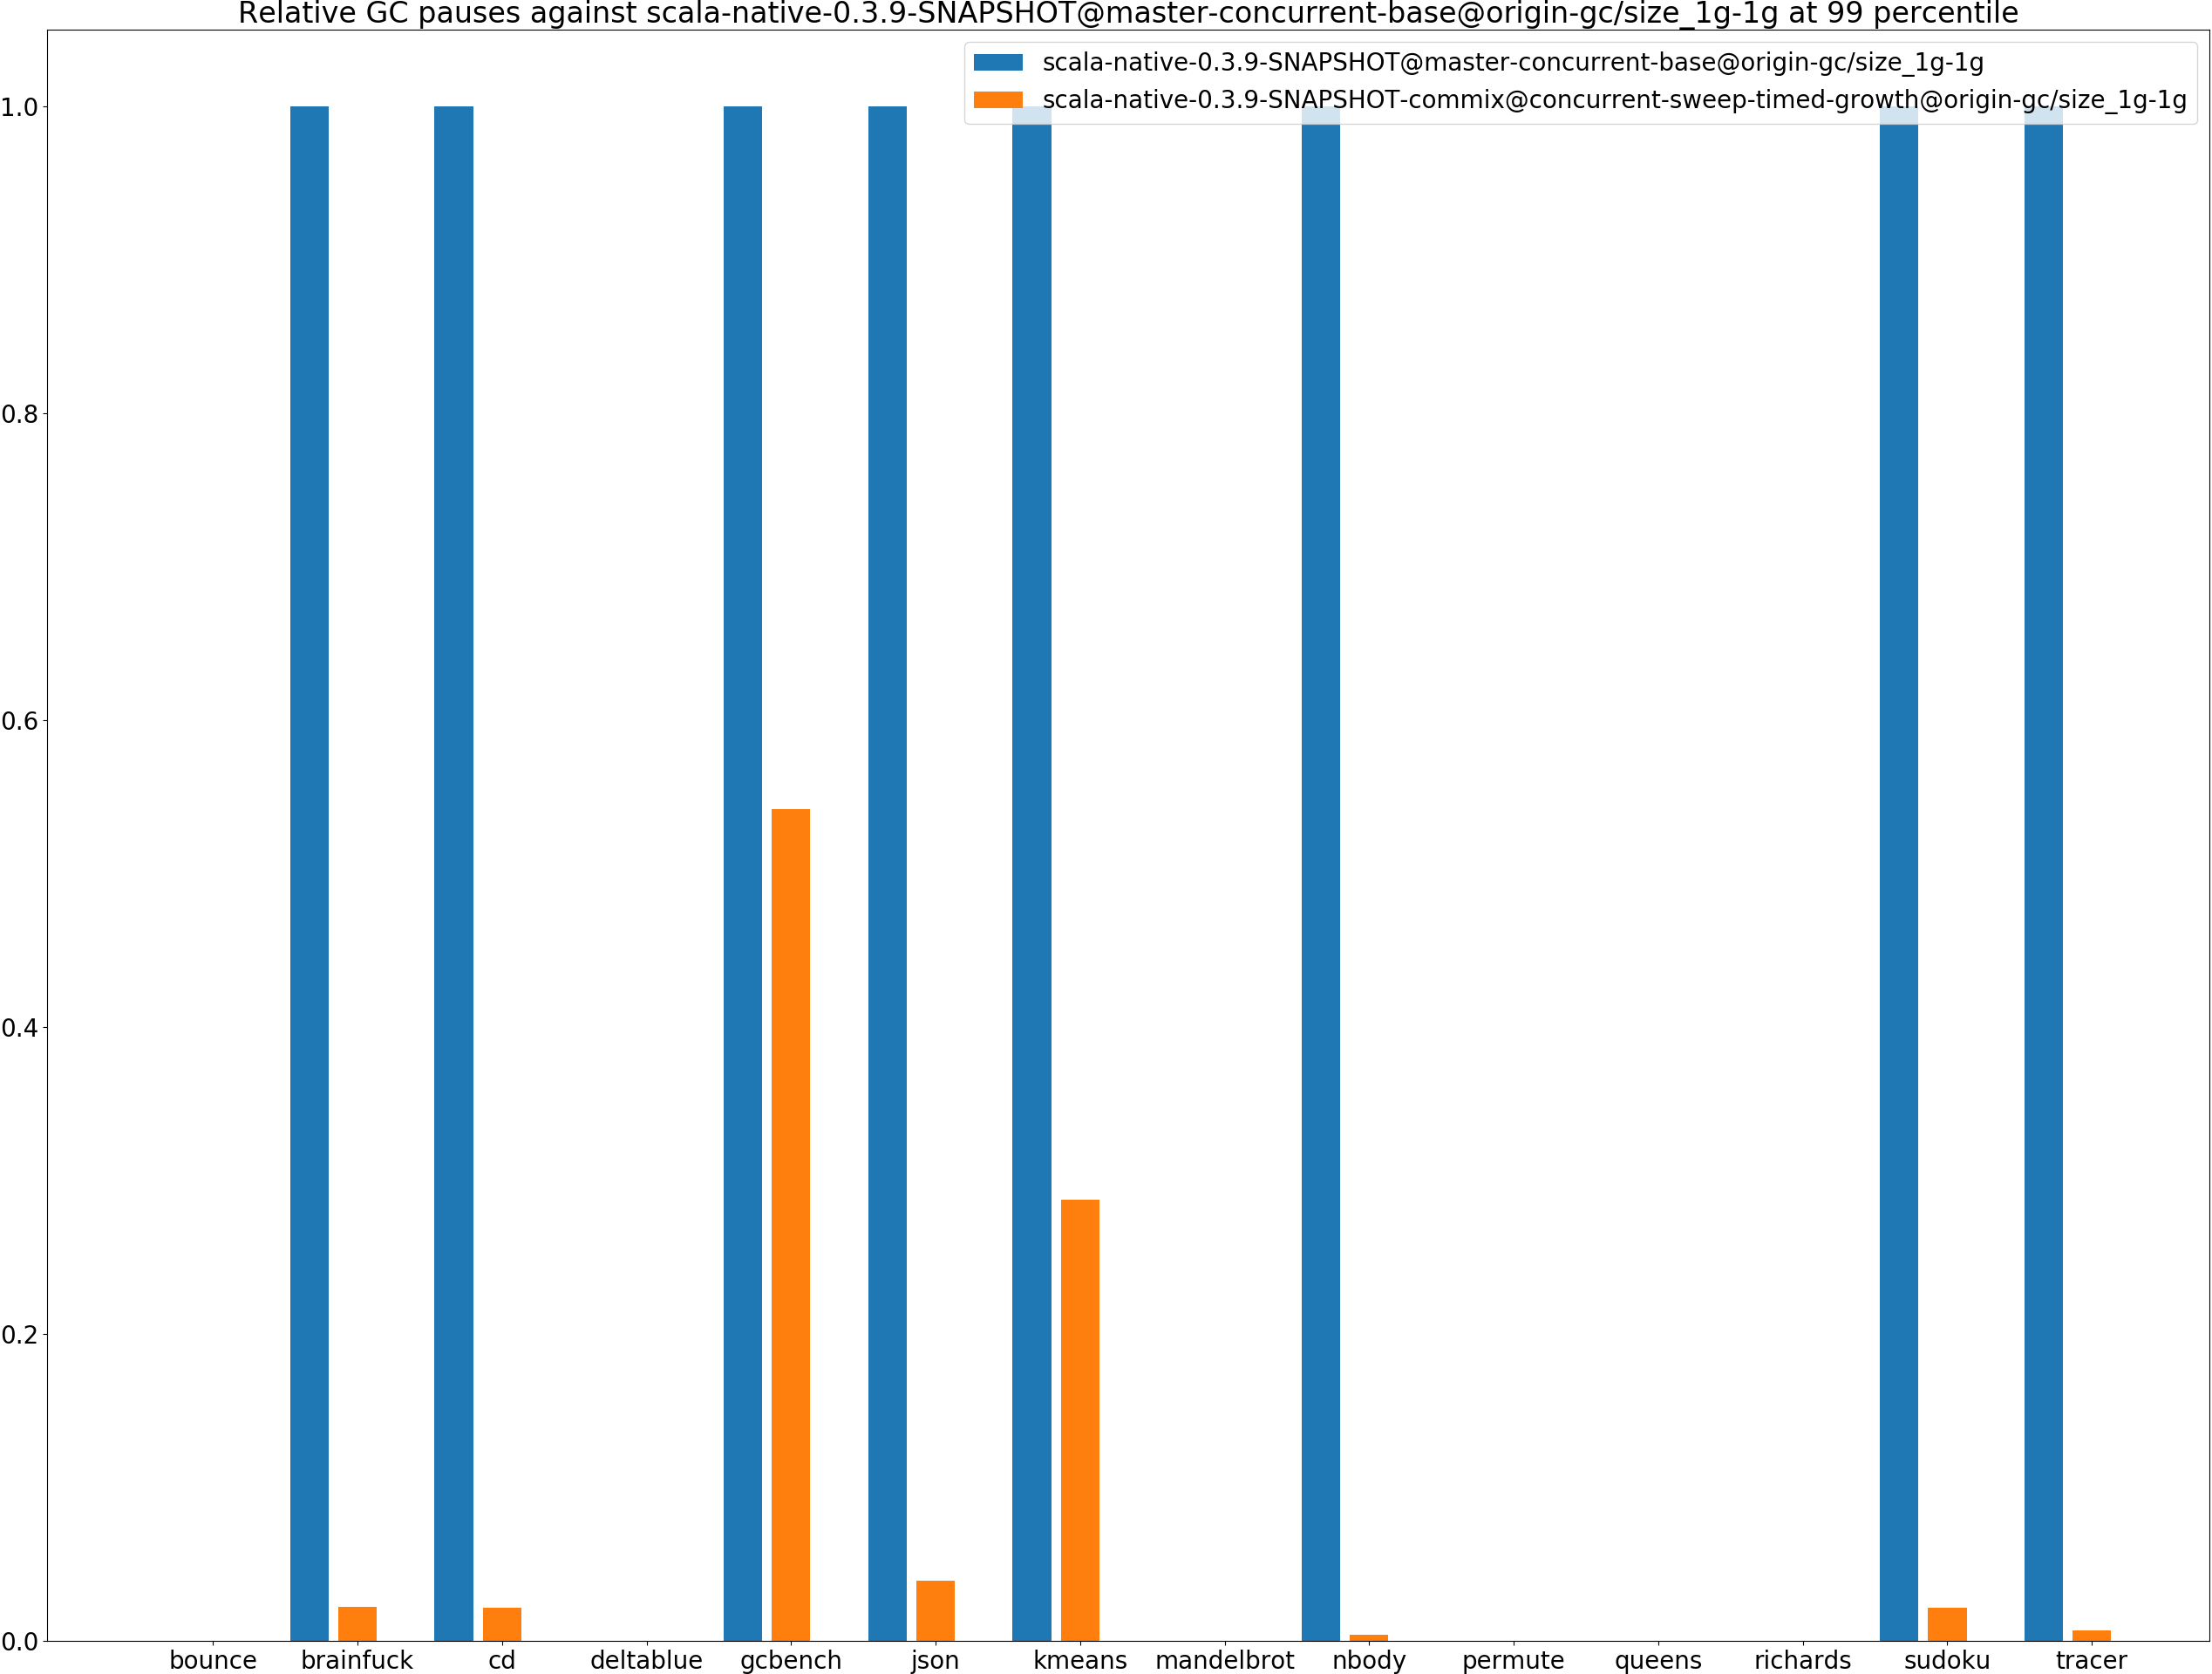 Relative GC pauses against scala-native-0.3.9-SNAPSHOT@master-concurrent-base@origin-gc/size_1g-1g at 99 percentile
scala-native-0.3.9-SNAPSHOT@master-concurrent-base@origin-gc/size_1g-1g
scala-native-0.3.9-SNAPSHOT-commix@concurrent-sweep-timed-growth@origin-gc/size_1g-1g
1.0
0.8
0.6
0.4
0.2
0.0
bounce brainfuck cd deltablue gcbench json kmeans mandelbrot nbody permute queens richards sudoku tracer